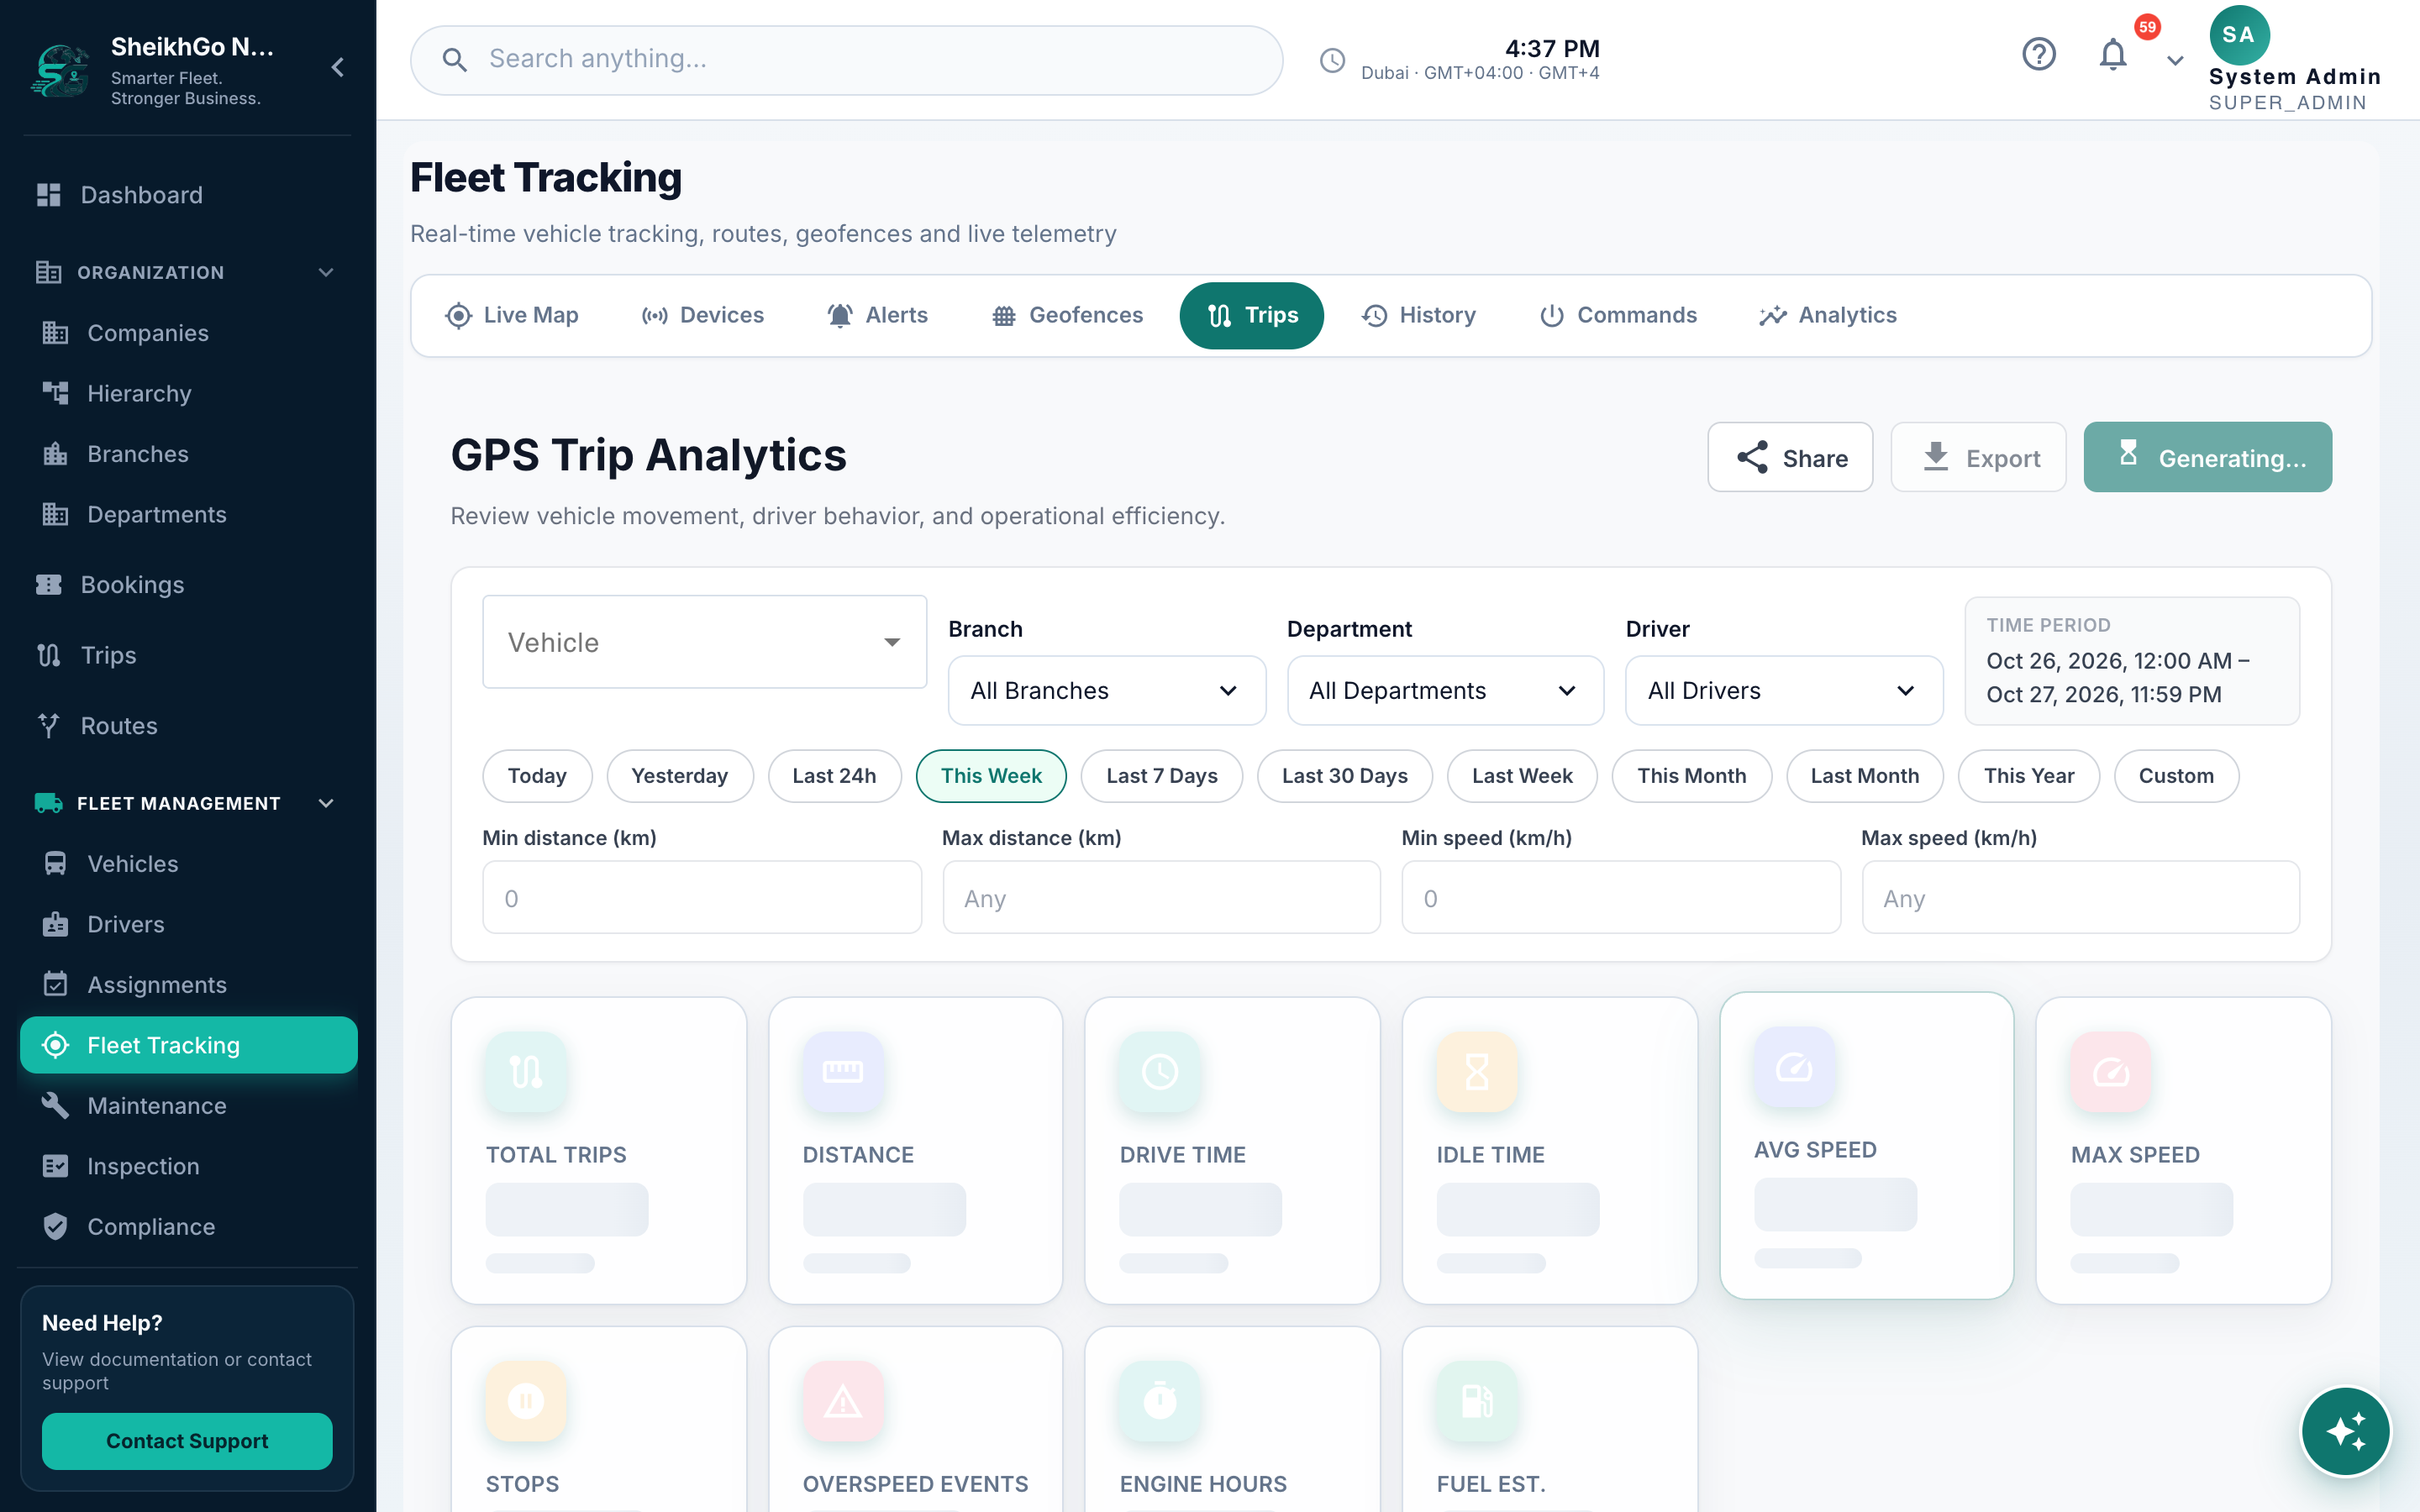 SheikhGo N...
Smarter Fleet.
Stronger Business.
Dashboard
ORGANIZATION
Companies
Hierarchy
Branches
Departments
Bookings
Trips
Routes
FLEET MANAGEMENT
Vehicles
Drivers
Assignments
Fleet Tracking
Maintenance
Inspection
Compliance
Need Help?
View documentation or contact
support
Contact Support
Search anything...
4:37 PM
Dubai · GMT+04:00 · GMT+4
59
SA
System Admin
SUPER_ADMIN
Fleet Tracking
Real-time vehicle tracking, routes, geofences and live telemetry
Live Map
Devices
Alerts
Geofences
Trips
History
Commands
Analytics
GPS Trip Analytics
Review vehicle movement, driver behavior, and operational efficiency.
Share
Export
Generating...
Vehicle
Branch
All Branches
Department
All Departments
Driver
All Drivers
TIME PERIOD
Oct 26, 2026, 12:00 AM –
Oct 27, 2026, 11:59 PM
Today
Yesterday
Last 24h
This Week
Last 7 Days
Last 30 Days
Last Week
This Month
Last Month
This Year
Custom
Min distance (km)
0
Max distance (km)
Any
Min speed (km/h)
0
Max speed (km/h)
Any
TOTAL TRIPS
DISTANCE
DRIVE TIME
IDLE TIME
AVG SPEED
MAX SPEED
STOPS
OVERSPEED EVENTS
ENGINE HOURS
FUEL EST.